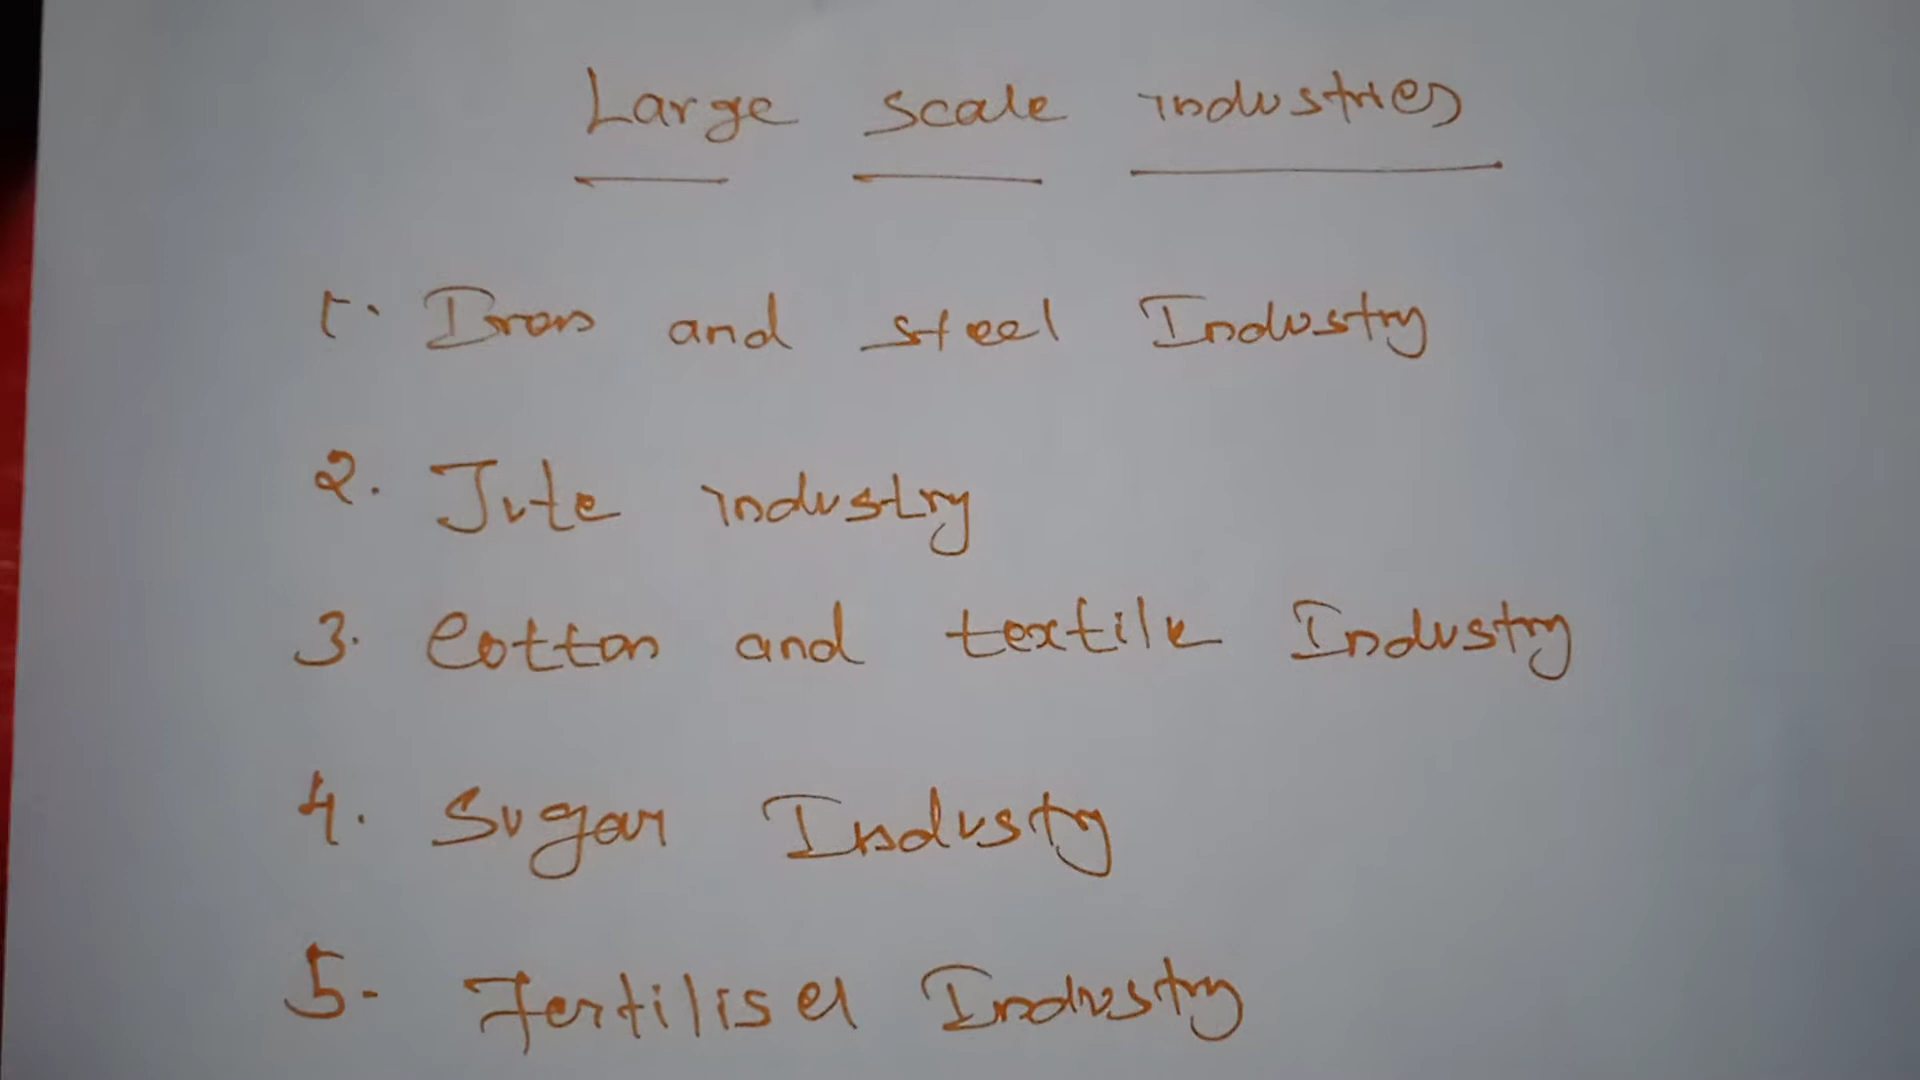 Large scale industries
1. Iron and steel Industry
2. Jute industry
3. Cotton and textile Industry
4. Sugar Industry
5. Fertiliser Industry